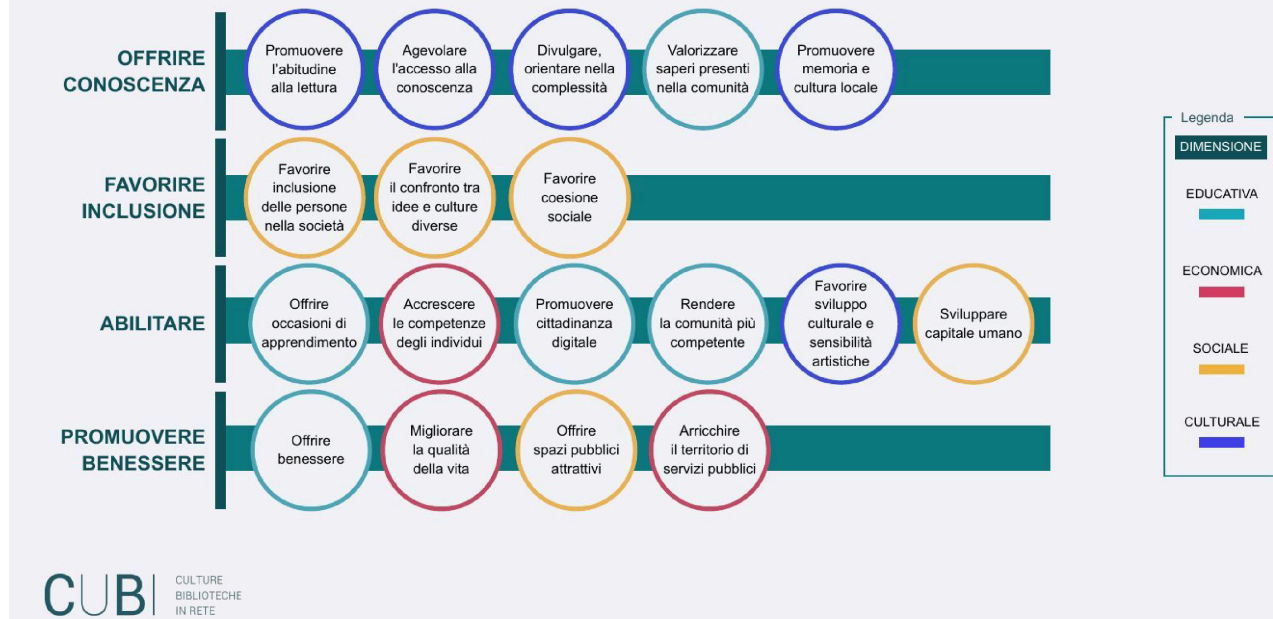 OFFRIRE
CONOSCENZA
Promuovere
l'abitudine
alla lettura
Agevolare
l'accesso alla
conoscenza
Divulgare,
orientare nella
complessità
Valorizzare
saperi presenti
nella comunità
Promuovere
memoria e
cultura locale
FAVORIRE
INCLUSIONE
Favorire
inclusione
delle persone
nella società
Favorire
il confronto tra
idee e culture
diverse
Favorire
coesione
sociale
ABILITARE
Offrire
occasioni di
apprendimento
Accrescere
le competenze
degli individui
Promuovere
cittadinanza
digitale
Rendere
la comunità più
competente
Favorire
sviluppo
culturale e
sensibilità
artistiche
Sviluppare
capitale umano
PROMUOVERE
BENESSERE
Offrire
benessere
Migliorare
la qualità
della vita
Offrire
spazi pubblici
attrattivi
Arricchire
il territorio di
servizi pubblici
Legenda
DIMENSIONE
EDUCATIVA
ECONOMICA
SOCIALE
CULTURALE
CUBI
CULTURE
BIBLIOTECHE
IN RETE